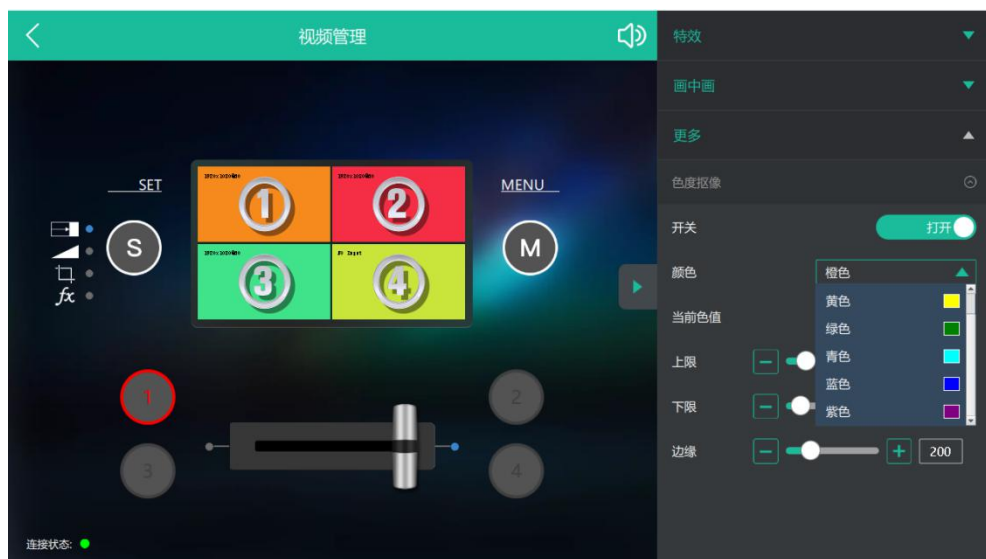 视频管理
SET
MENU
S
M
fx
1
2
3
4
1
2
3
4
连接状态:
特效
画中画
更多
色度抠像
开关 打开
颜色 橙色
黄色
当前色值
绿色
上限
青色
蓝色
下限
紫色
边缘 200